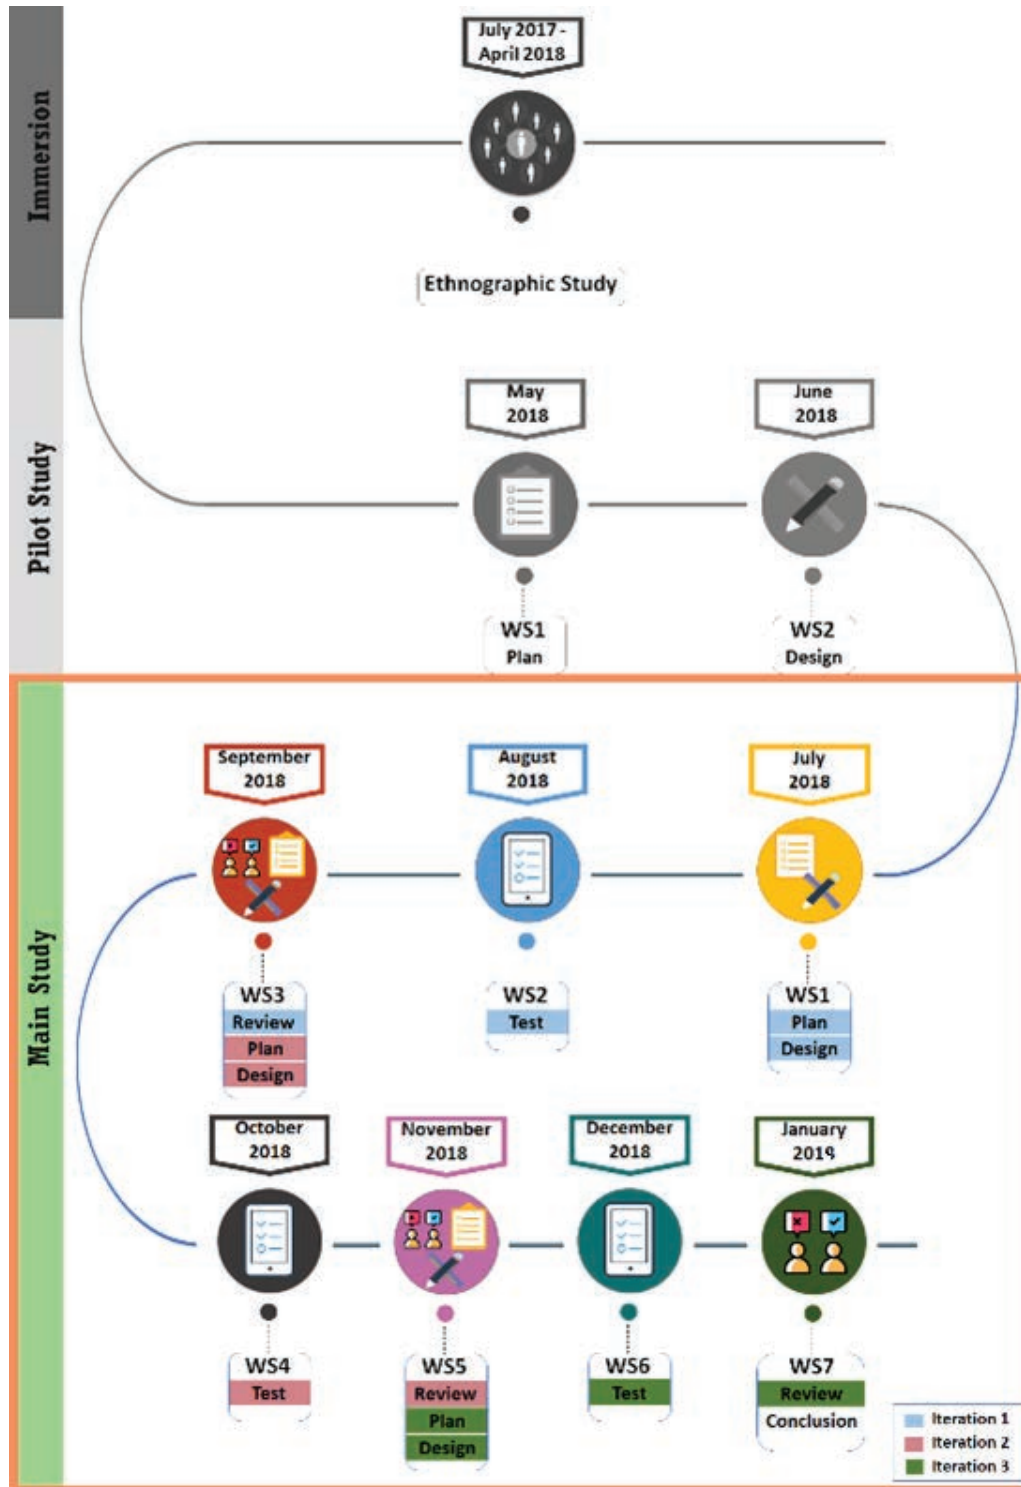 Immersion
July 2017 -
April 2018
Ethnographic Study
Pilot Study
May
2018
June
2018
WS1
Plan
WS2
Design
Main Study
September
2018
August
2018
July
2018
WS3
Review
Plan
Design
WS2
Test
WS1
Plan
Design
October
2018
November
2018
December
2018
January
2019
WS4
Test
WS5
Review
Plan
Design
WS6
Test
WS7
Review
Conclusion
Iteration 1
Iteration 2
Iteration 3